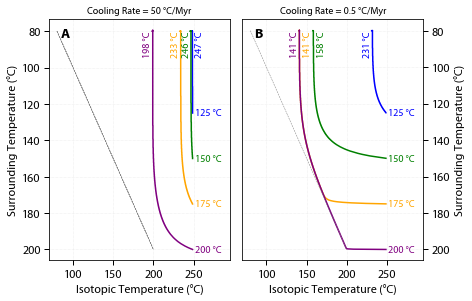 Cooling Rate = 50 °C/Myr
A
198 °C
233 °C
246 °C
247 °C
125 °C
150 °C
175 °C
200 °C
80
100
120
140
160
180
200
Surrounding Temperature (°C)
100
150
200
250
Isotopic Temperature (°C)
Cooling Rate = 0.5 °C/Myr
B
141 °C
141 °C
158 °C
231 °C
125 °C
150 °C
175 °C
200 °C
80
100
120
140
160
180
200
Surrounding Temperature (°C)
100
150
200
250
Isotopic Temperature (°C)